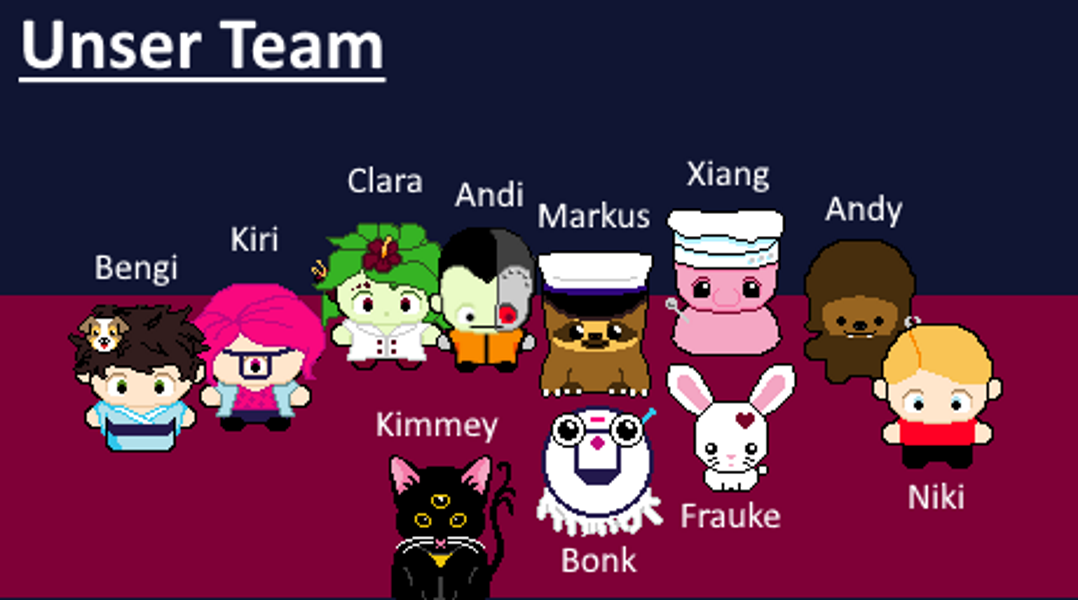 Unser Team
Bengi
Kiri
Clara
Andi
Markus
Xiang
Andy
Kimmey
Bonk
Frauke
Niki